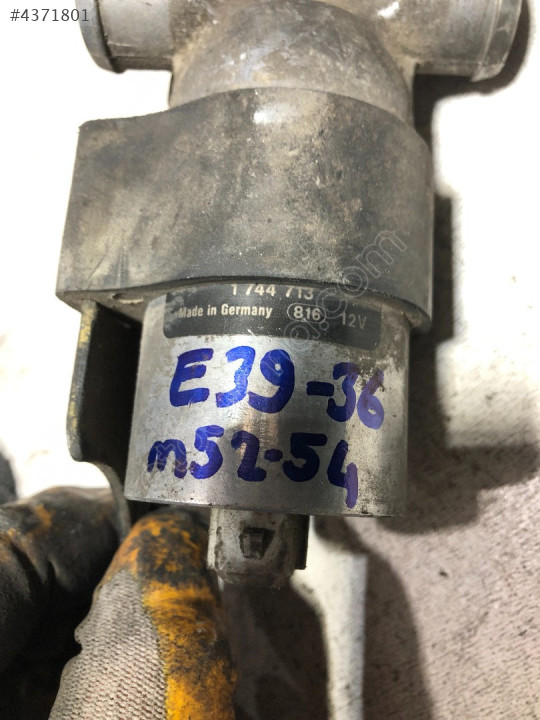 #4371801
1 744 713
Made in Germany 816 12V
E39-36
m52-54